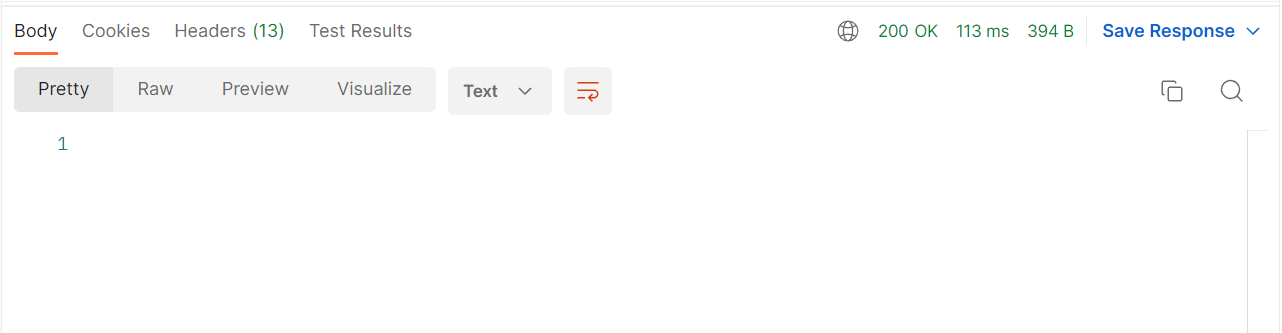 Body Cookies Headers (13) Test Results 200 OK 113 ms 394 B Save Response
Pretty Raw Preview Visualize Text
1